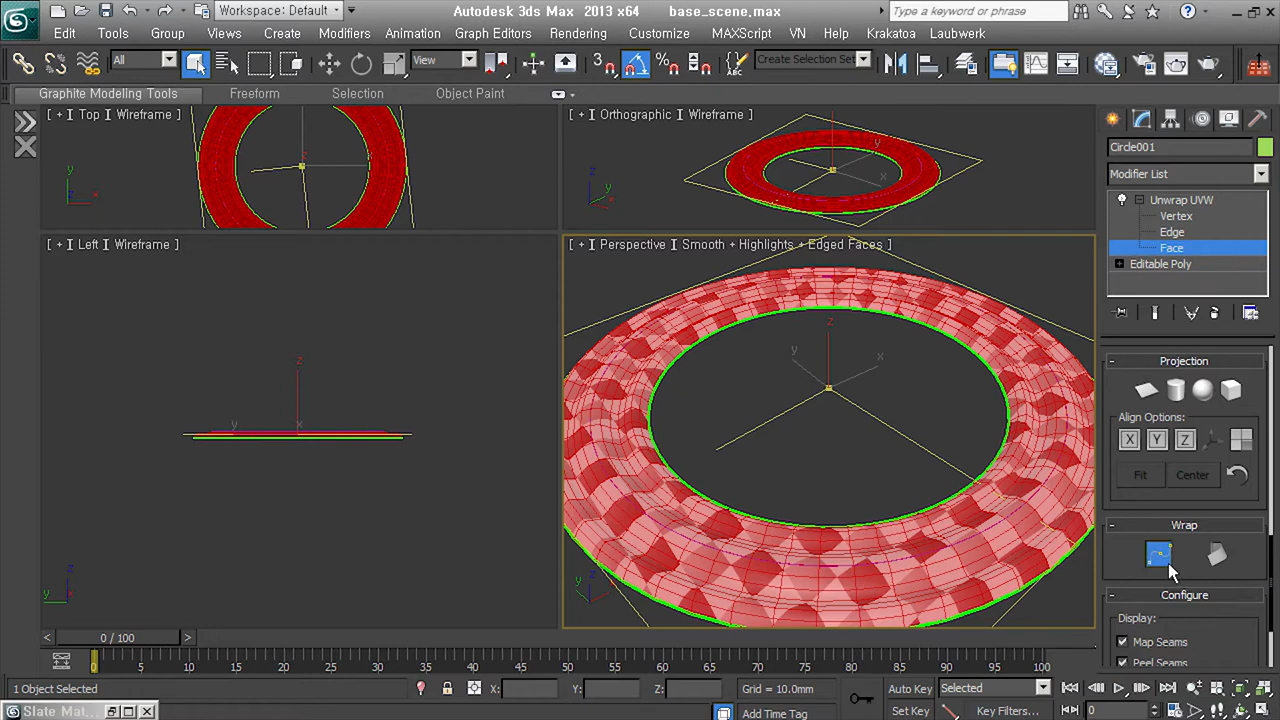 Workspace: Default
Autodesk 3ds Max 2013 x64 base_scene.max
Type a keyword or phrase
Edit Tools Group Views Create Modifiers Animation Graph Editors Rendering Customize MAXScript VN Help Krakatoa Laubwerk
All
View
3
Create Selection Set
Graphite Modeling Tools Freeform Selection Object Paint
[ + ] Top ] Wireframe ]
[ + ] Orthographic ] Wireframe ]
Circle001
Modifier List
Unwrap UVW
Vertex
Edge
Face
Editable Poly
[ + ] Left ] Wireframe ]
[ + ] Perspective ] Smooth + Highlights + Edged Faces ]
Projection
Align Options:
X Y Z
Fit Center
Wrap
Configure
Display:
Map Seams
Peel Seams
0 / 100
0 5 10 15 20 25 30 35 40 45 50 55 60 65 70 75 80 85 90 95 100
1 Object Selected
X: Y: Z:
Grid = 10.0mm
Auto Key
Selected
Add Time Tag
Set Key
Key Filters...
0
Slate Mat...